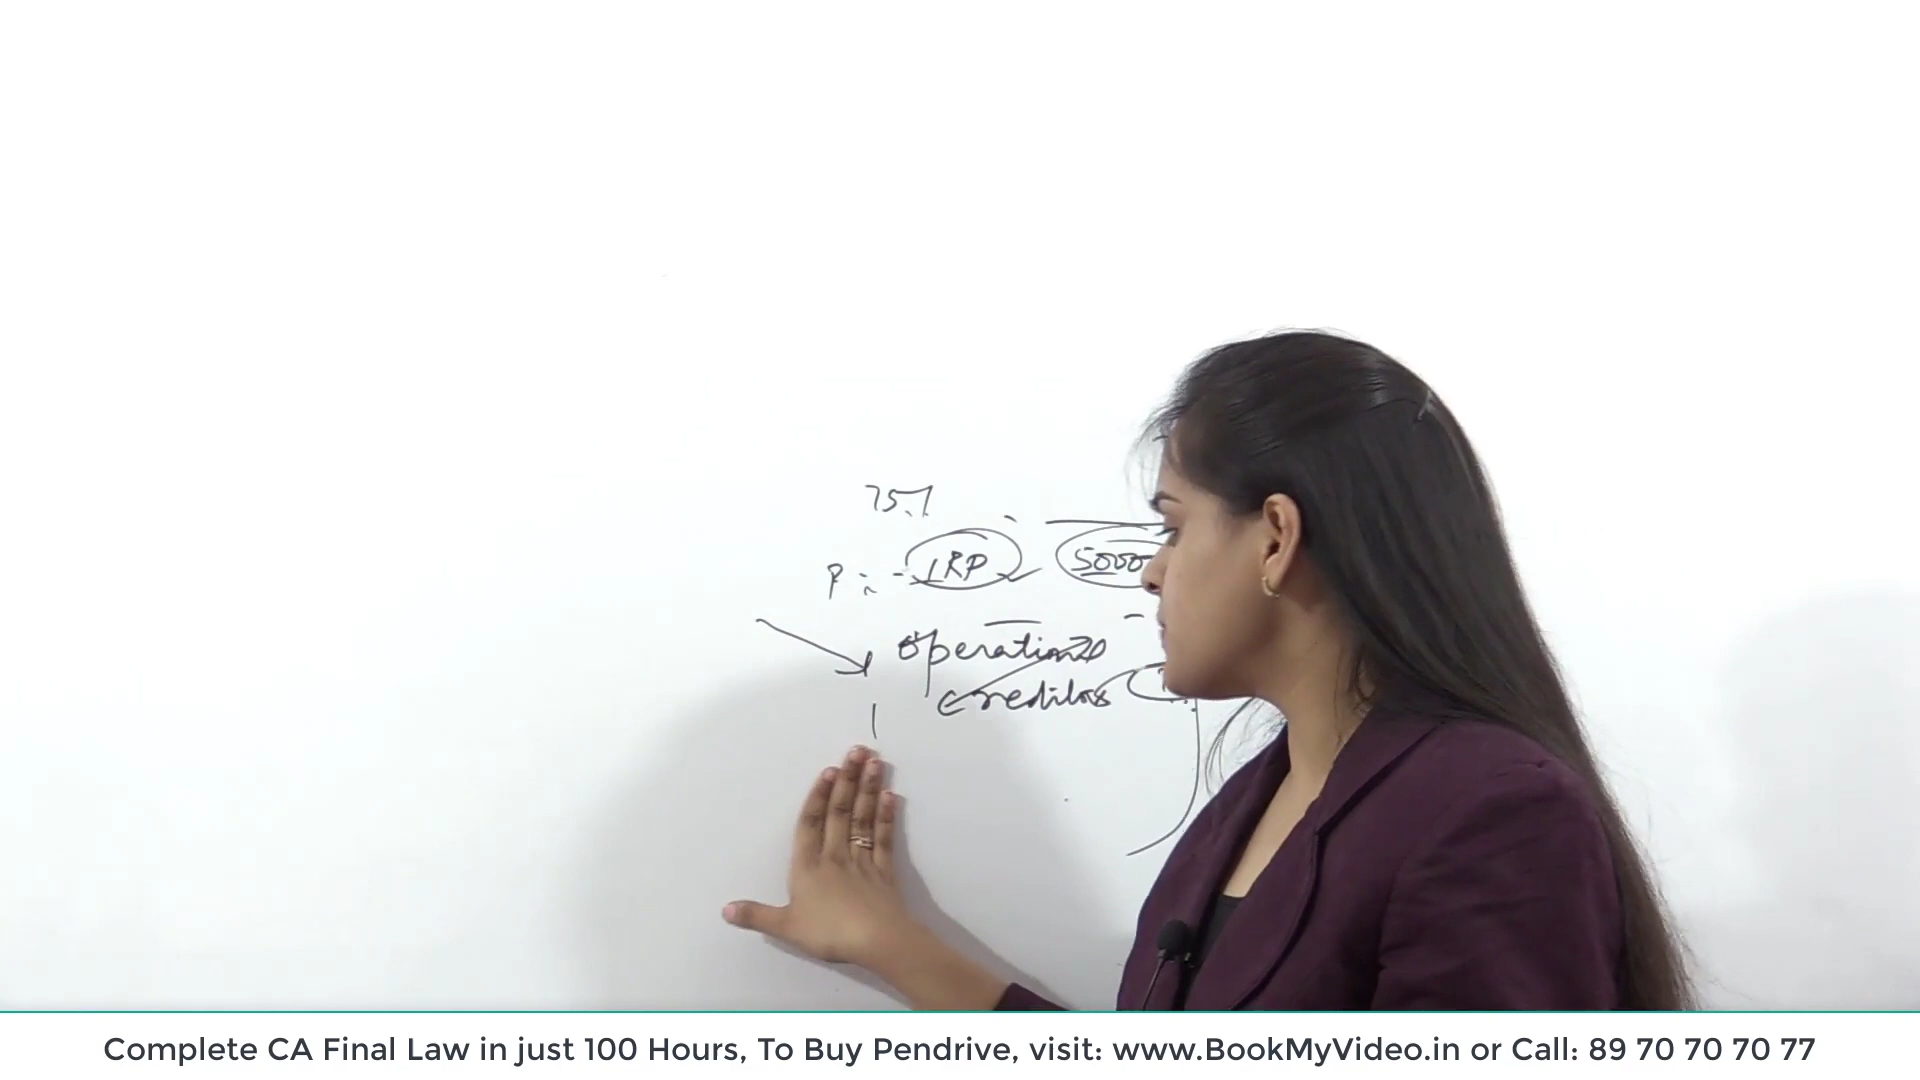 75%
P :- IRP 5000
operational
creditors
Complete CA Final Law in just 100 Hours, To Buy Pendrive, visit: www.BookMyVideo.in or Call: 89 70 70 70 77